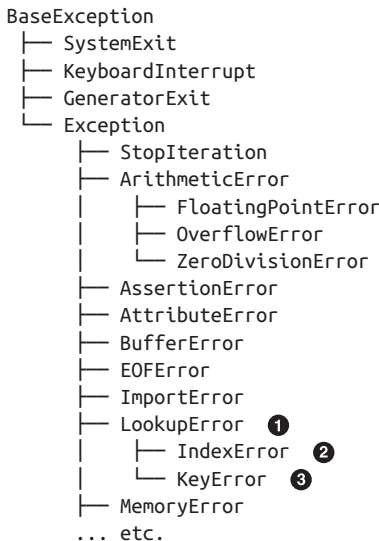 BaseException
 ├── SystemExit
 ├── KeyboardInterrupt
 ├── GeneratorExit
 └── Exception
      ├── StopIteration
      ├── ArithmeticError
      │    ├── FloatingPointError
      │    ├── OverflowError
      │    └── ZeroDivisionError
      ├── AssertionError
      ├── AttributeError
      ├── BufferError
      ├── EOFError
      ├── ImportError
      ├── LookupError ❶
      │    ├── IndexError ❷
      │    └── KeyError ❸
      ├── MemoryError
      ... etc.